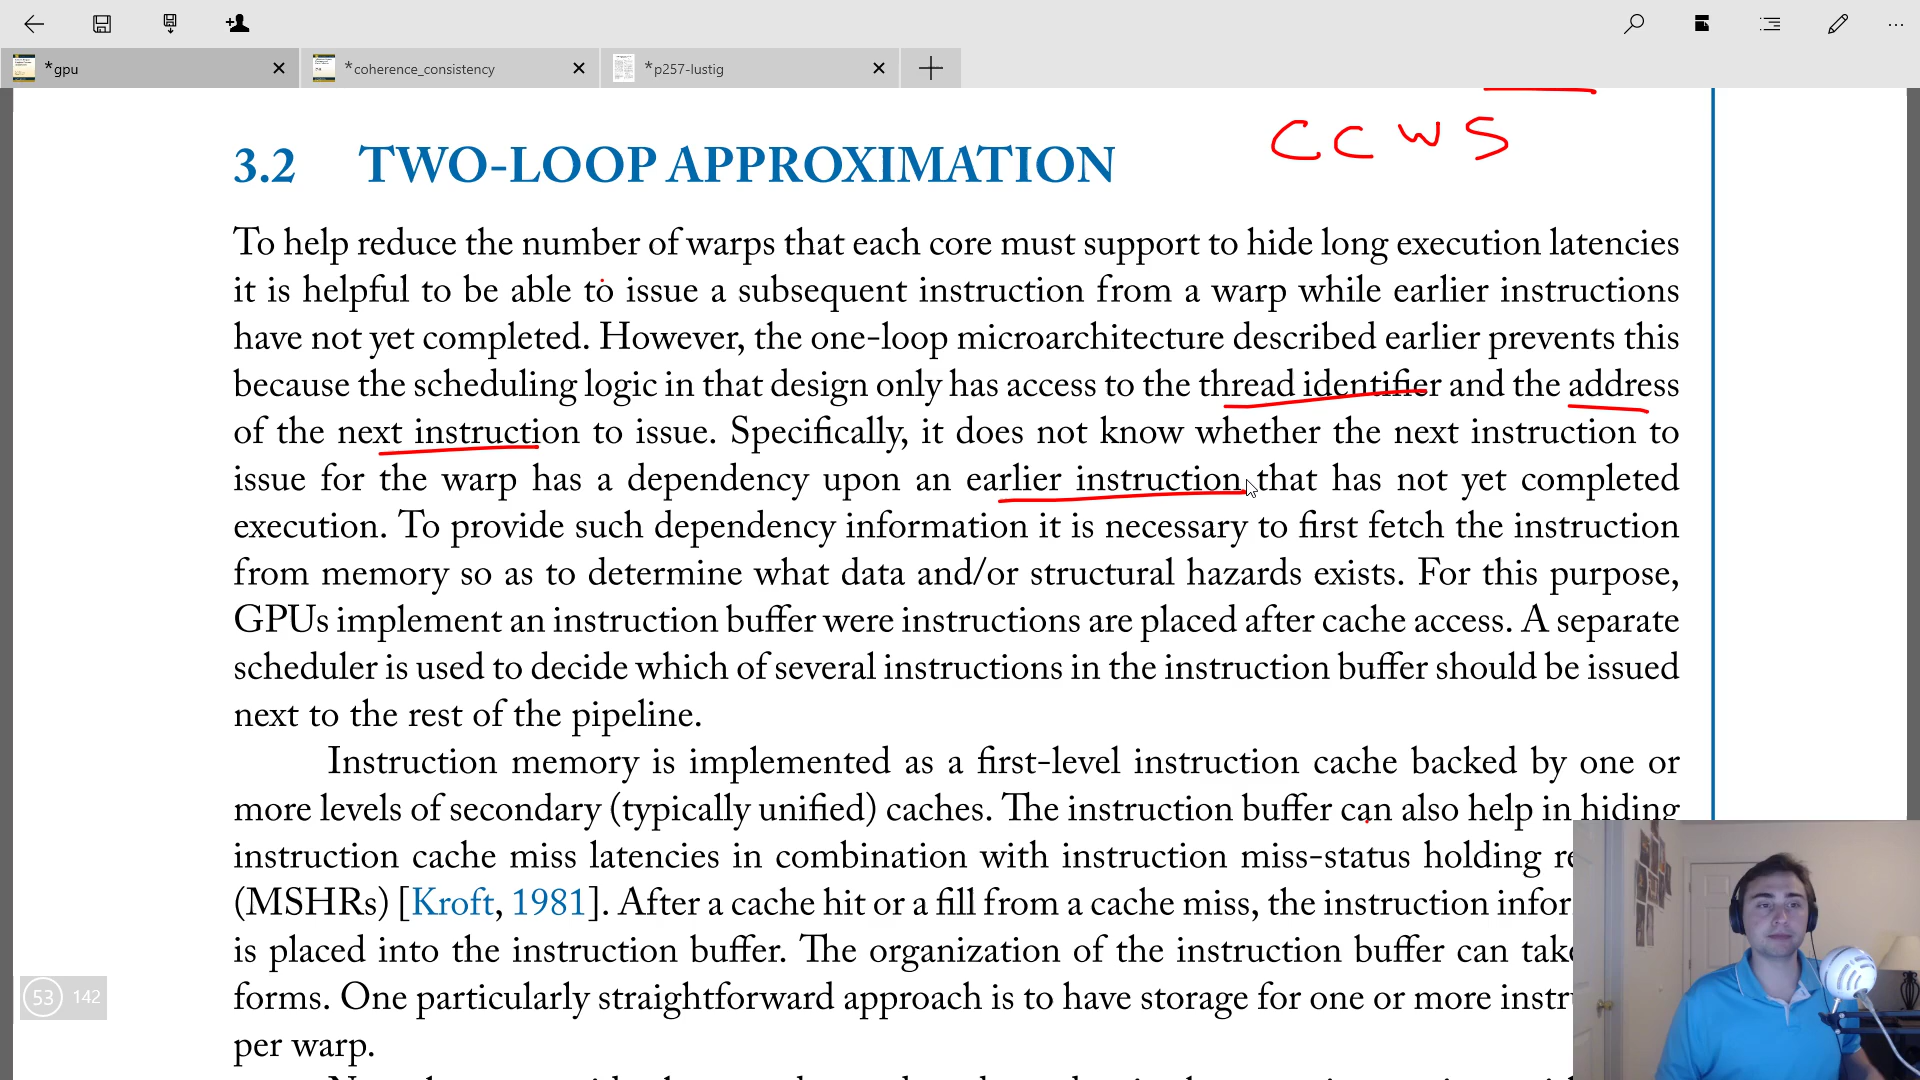 *gpu
*coherence_consistency
*p257-lustig
C C W S
3.2 TWO-LOOP APPROXIMATION
To help reduce the number of warps that each core must support to hide long execution latencies
it is helpful to be able to issue a subsequent instruction from a warp while earlier instructions
have not yet completed. However, the one-loop microarchitecture described earlier prevents this
because the scheduling logic in that design only has access to the thread identifier and the address
of the next instruction to issue. Specifically, it does not know whether the next instruction to
issue for the warp has a dependency upon an earlier instruction that has not yet completed
execution. To provide such dependency information it is necessary to first fetch the instruction
from memory so as to determine what data and/or structural hazards exists. For this purpose,
GPUs implement an instruction buffer were instructions are placed after cache access. A separate
scheduler is used to decide which of several instructions in the instruction buffer should be issued
next to the rest of the pipeline.
Instruction memory is implemented as a first-level instruction cache backed by one or
more levels of secondary (typically unified) caches. The instruction buffer can also help in hiding
instruction cache miss latencies in combination with instruction miss-status holding
(MSHRs) [Kroft, 1981]. After a cache hit or a fill from a cache miss, the instruction
is placed into the instruction buffer. The organization of the instruction buffer can
forms. One particularly straightforward approach is to have storage for one or more
per warp.
53 142